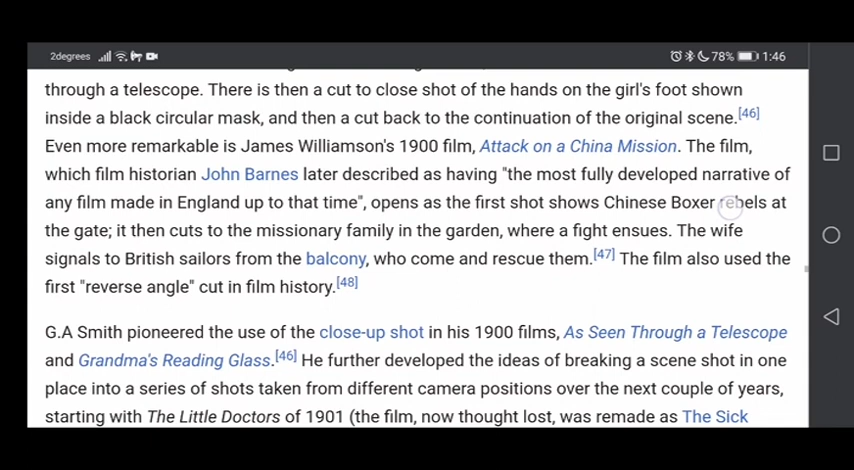 2degrees
78% 1:46
through a telescope. There is then a cut to close shot of the hands on the girl's foot shown
inside a black circular mask, and then a cut back to the continuation of the original scene.[46]
Even more remarkable is James Williamson's 1900 film, Attack on a China Mission. The film,
which film historian John Barnes later described as having "the most fully developed narrative of
any film made in England up to that time", opens as the first shot shows Chinese Boxer rebels at
the gate; it then cuts to the missionary family in the garden, where a fight ensues. The wife
signals to British sailors from the balcony, who come and rescue them.[47] The film also used the
first "reverse angle" cut in film history.[48]
G.A Smith pioneered the use of the close-up shot in his 1900 films, As Seen Through a Telescope
and Grandma's Reading Glass.[46] He further developed the ideas of breaking a scene shot in one
place into a series of shots taken from different camera positions over the next couple of years,
starting with The Little Doctors of 1901 (the film, now thought lost, was remade as The Sick